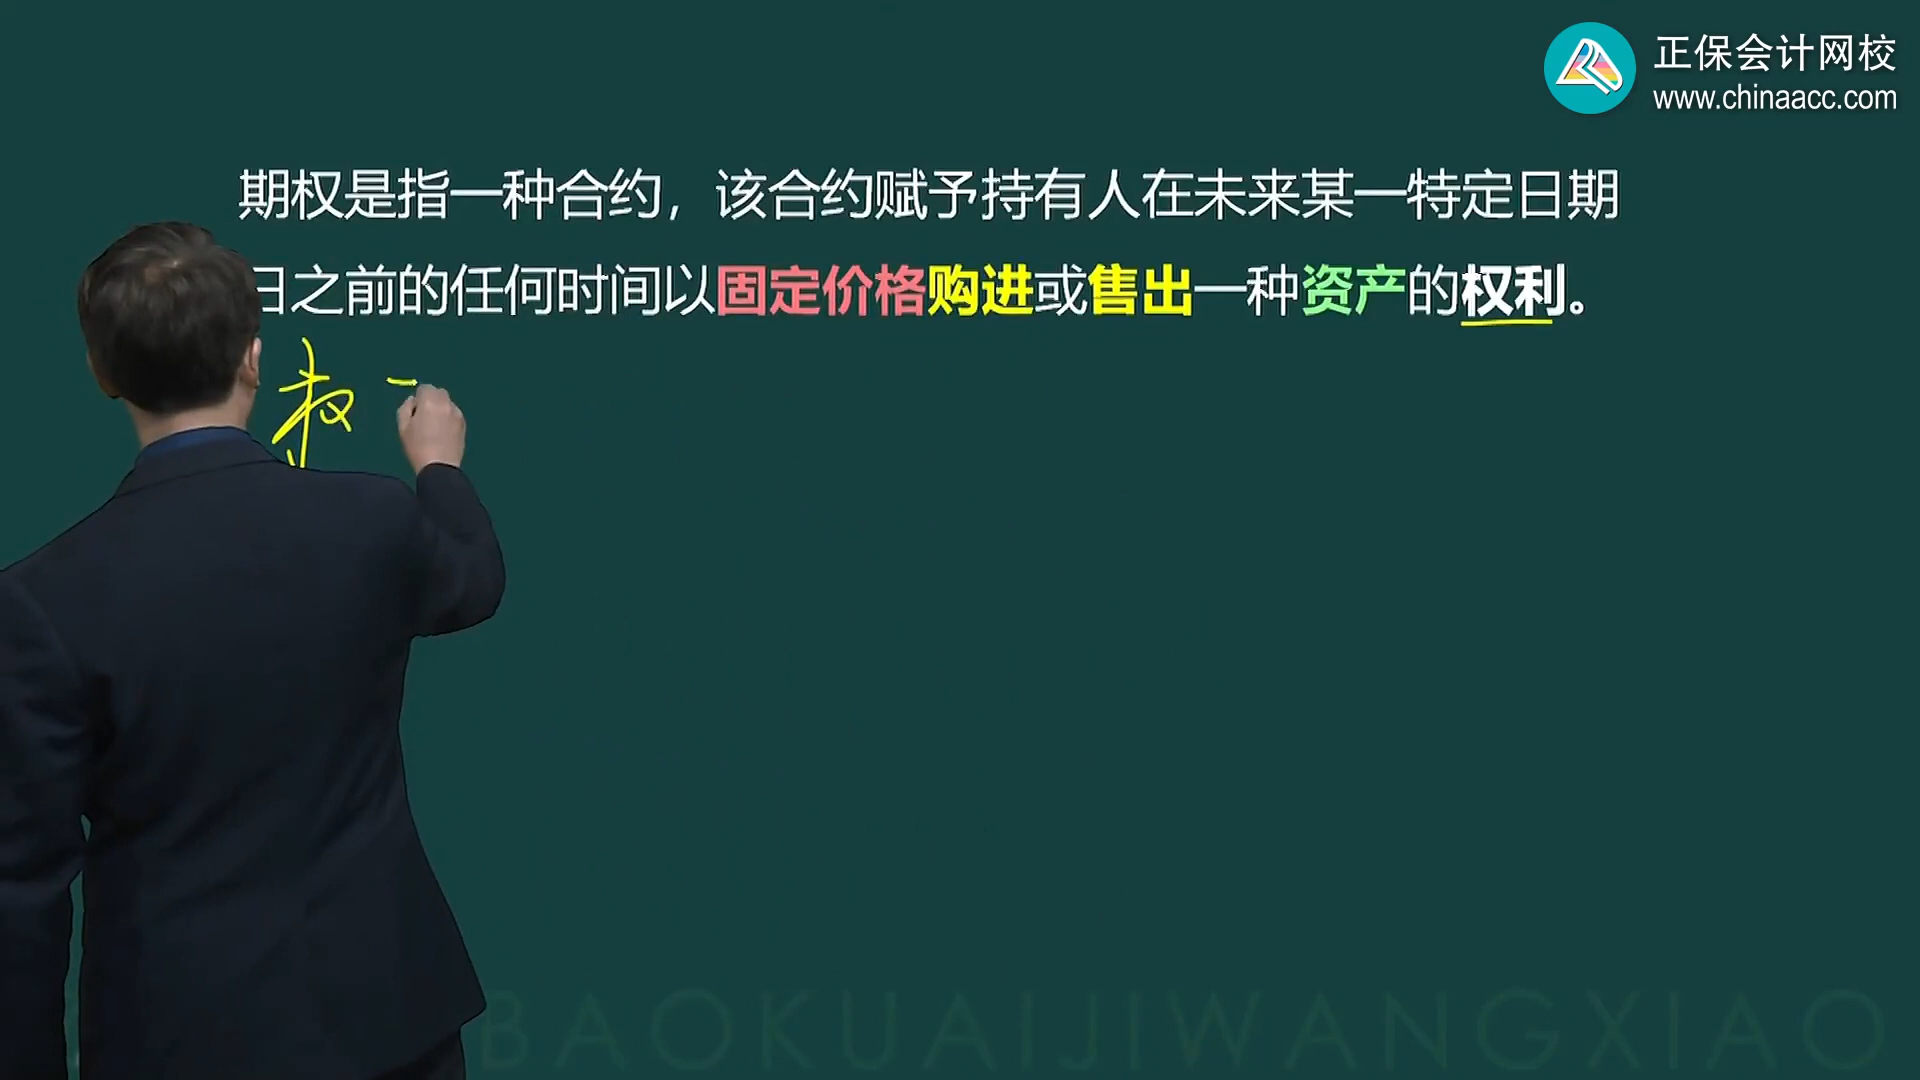 正保会计网校
www.chinaacc.com
期权是指一种合约，该合约赋予持有人在未来某一特定日期
日之前的任何时间以固定价格购进或售出一种资产的权利。
权
BAOKUAIJIWANGXIAO